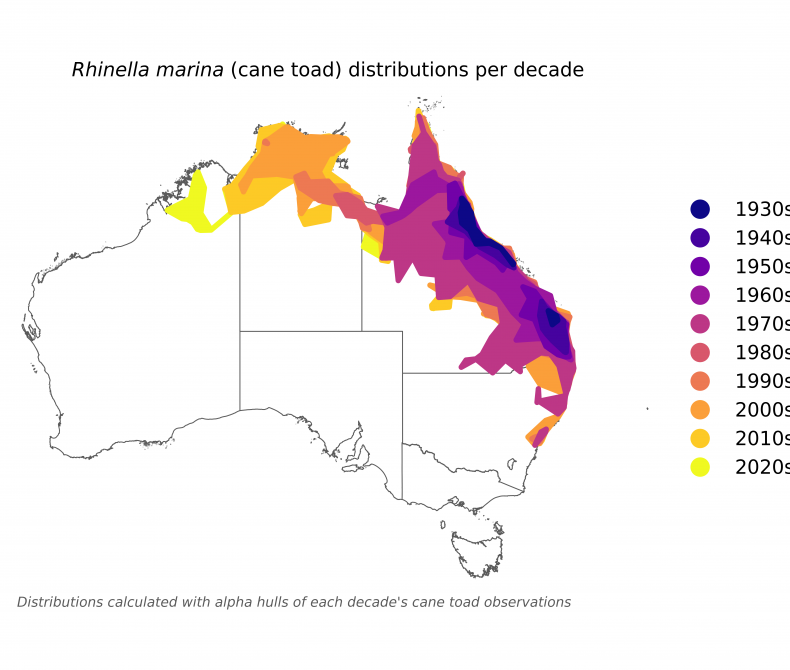 Rhinella marina (cane toad) distributions per decade
1930s
1940s
1950s
1960s
1970s
1980s
1990s
2000s
2010s
2020s
Distributions calculated with alpha hulls of each decade's cane toad observations